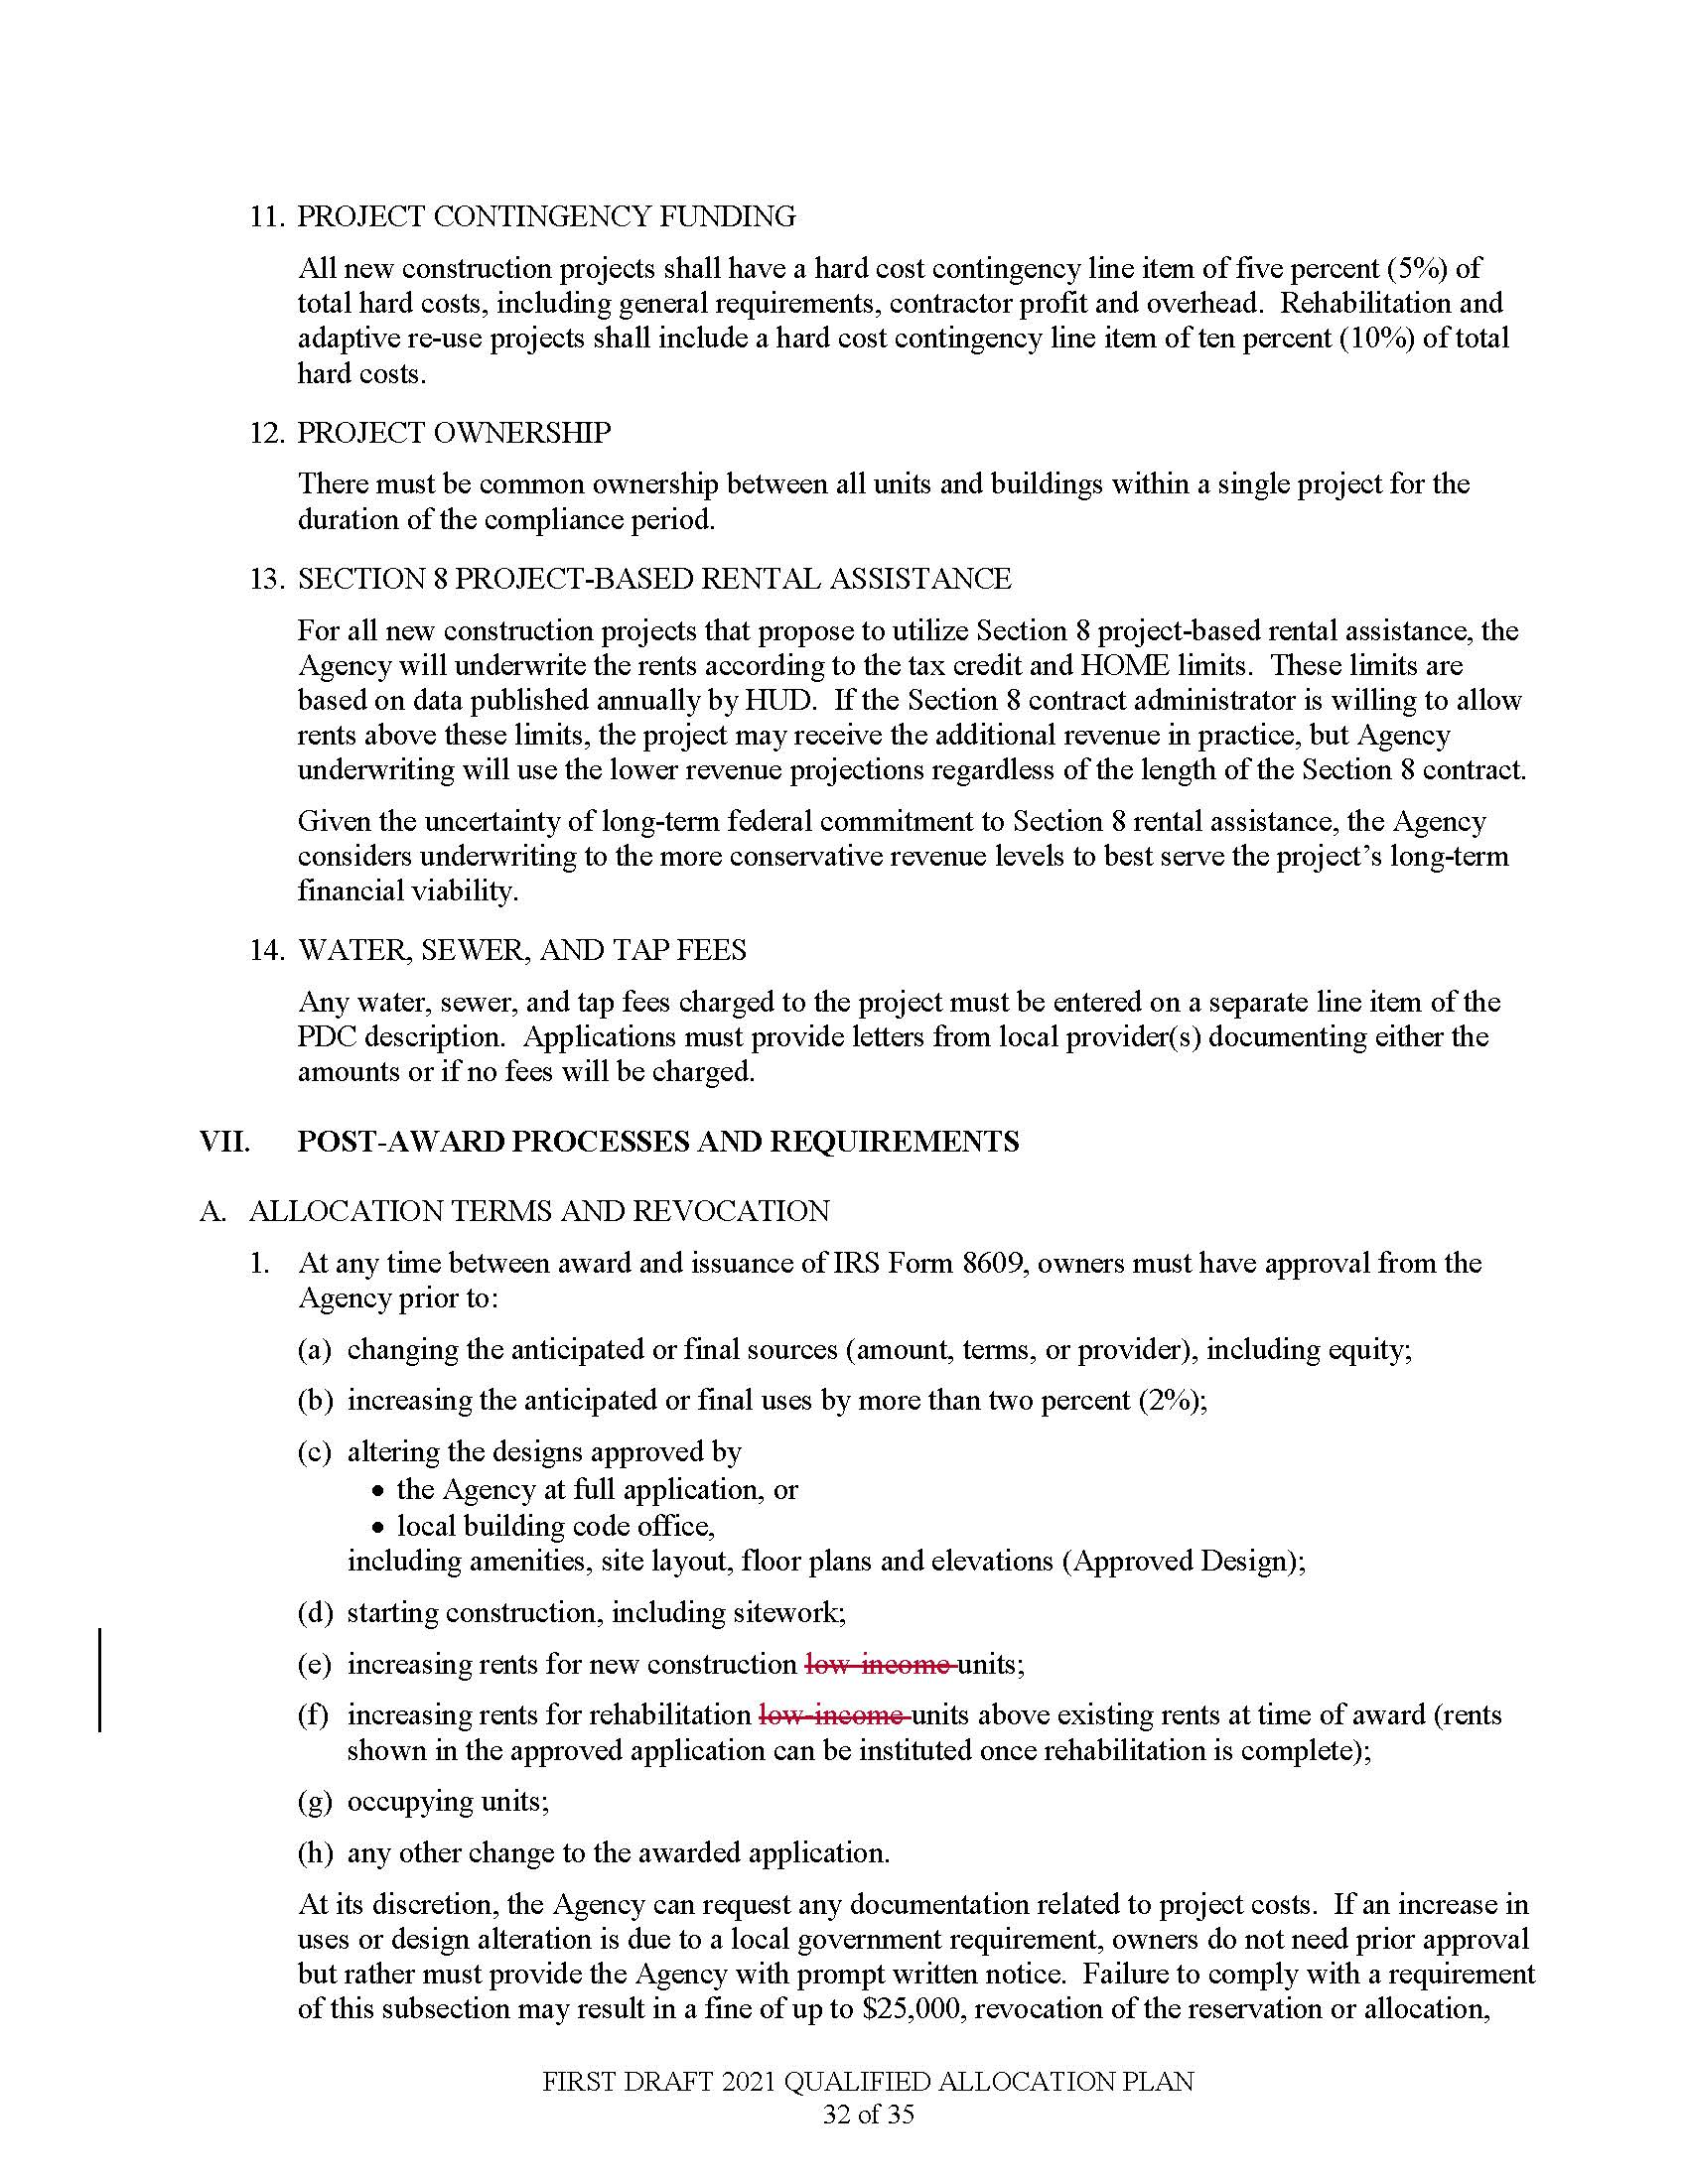 11. PROJECT CONTINGENCY FUNDING
All new construction projects shall have a hard cost contingency line item of five percent (5%) of
total hard costs, including general requirements, contractor profit and overhead.  Rehabilitation and
adaptive re-use projects shall include a hard cost contingency line item of ten percent (10%) of total
hard costs.
12. PROJECT OWNERSHIP
There must be common ownership between all units and buildings within a single project for the
duration of the compliance period.
13. SECTION 8 PROJECT-BASED RENTAL ASSISTANCE
For all new construction projects that propose to utilize Section 8 project-based rental assistance, the
Agency will underwrite the rents according to the tax credit and HOME limits.  These limits are
based on data published annually by HUD.  If the Section 8 contract administrator is willing to allow
rents above these limits, the project may receive the additional revenue in practice, but Agency
underwriting will use the lower revenue projections regardless of the length of the Section 8 contract.
Given the uncertainty of long-term federal commitment to Section 8 rental assistance, the Agency
considers underwriting to the more conservative revenue levels to best serve the project’s long-term
financial viability.
14. WATER, SEWER, AND TAP FEES
Any water, sewer, and tap fees charged to the project must be entered on a separate line item of the
PDC description.  Applications must provide letters from local provider(s) documenting either the
amounts or if no fees will be charged.
VII. POST-AWARD PROCESSES AND REQUIREMENTS
A. ALLOCATION TERMS AND REVOCATION
1. At any time between award and issuance of IRS Form 8609, owners must have approval from the
Agency prior to:
(a) changing the anticipated or final sources (amount, terms, or provider), including equity;
(b) increasing the anticipated or final uses by more than two percent (2%);
(c) altering the designs approved by
• the Agency at full application, or
• local building code office,
including amenities, site layout, floor plans and elevations (Approved Design);
(d) starting construction, including sitework;
(e) increasing rents for new construction low-income units;
(f) increasing rents for rehabilitation low-income units above existing rents at time of award (rents
shown in the approved application can be instituted once rehabilitation is complete);
(g) occupying units;
(h) any other change to the awarded application.
At its discretion, the Agency can request any documentation related to project costs.  If an increase in
uses or design alteration is due to a local government requirement, owners do not need prior approval
but rather must provide the Agency with prompt written notice.  Failure to comply with a requirement
of this subsection may result in a fine of up to $25,000, revocation of the reservation or allocation,
FIRST DRAFT 2021 QUALIFIED ALLOCATION PLAN
32 of 35